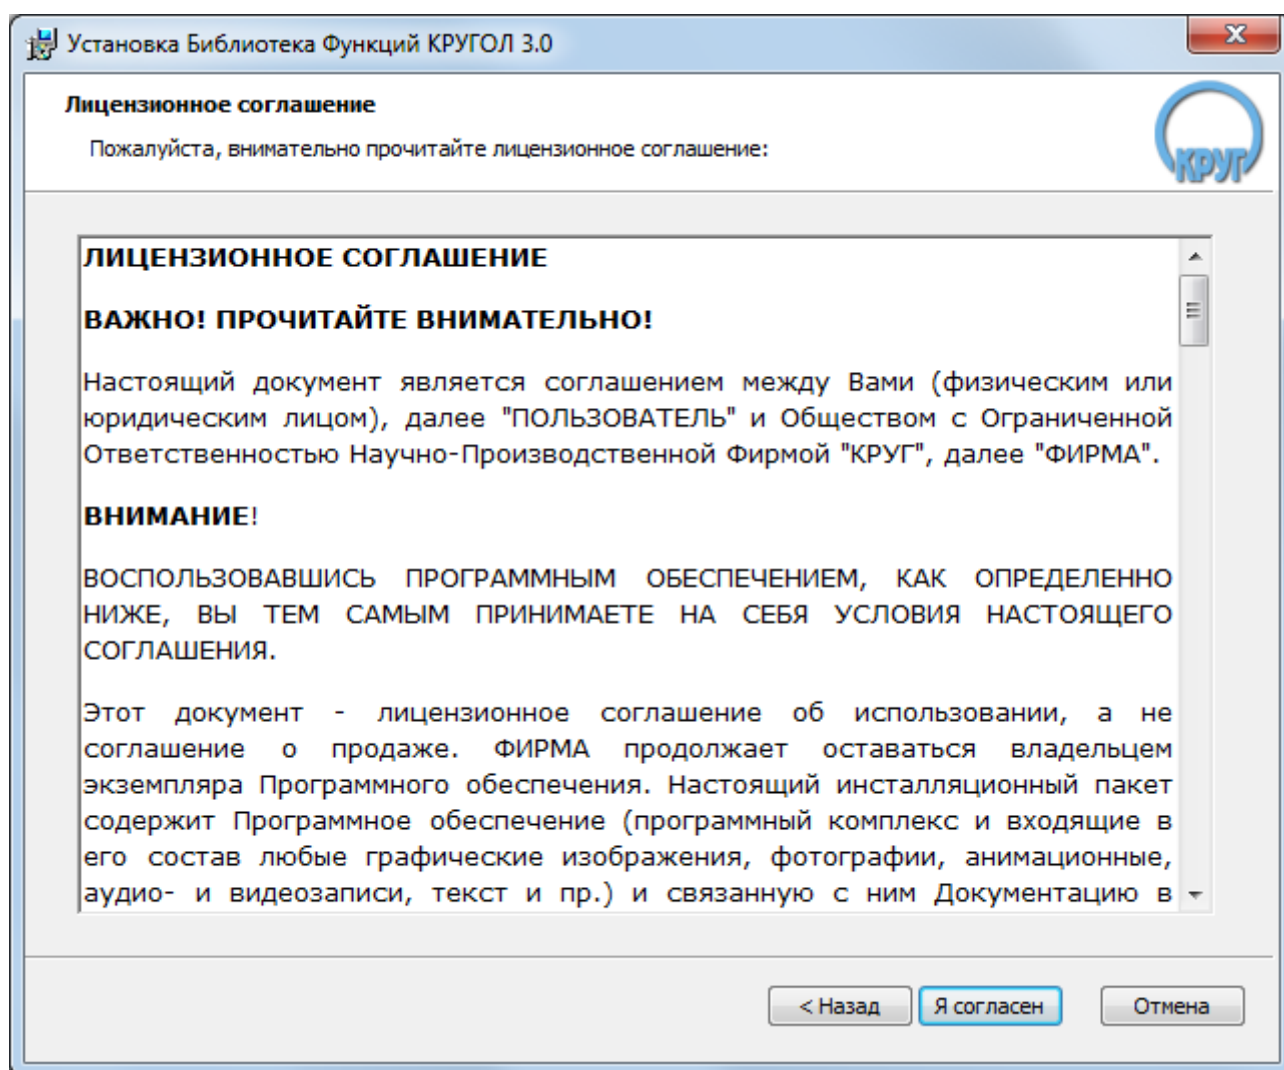 Установка Библиотека Функций КРУГОЛ 3.0
Лицензионное соглашение
Пожалуйста, внимательно прочитайте лицензионное соглашение:
КРУГ
ЛИЦЕНЗИОННОЕ СОГЛАШЕНИЕ
ВАЖНО! ПРОЧИТАЙТЕ ВНИМАТЕЛЬНО!
Настоящий документ является соглашением между Вами (физическим или
юридическим лицом), далее "ПОЛЬЗОВАТЕЛЬ" и Обществом с Ограниченной
Ответственностью Научно-Производственной Фирмой "КРУГ", далее "ФИРМА".
ВНИМАНИЕ!
ВОСПОЛЬЗОВАВШИСЬ ПРОГРАММНЫМ ОБЕСПЕЧЕНИЕМ, КАК ОПРЕДЕЛЕННО
НИЖЕ, ВЫ ТЕМ САМЫМ ПРИНИМАЕТЕ НА СЕБЯ УСЛОВИЯ НАСТОЯЩЕГО
СОГЛАШЕНИЯ.
Этот документ - лицензионное соглашение об использовании, а не
соглашение о продаже. ФИРМА продолжает оставаться владельцем
экземпляра Программного обеспечения. Настоящий инсталляционный пакет
содержит Программное обеспечение (программный комплекс и входящие в
его состав любые графические изображения, фотографии, анимационные,
аудио- и видеозаписи, текст и пр.) и связанную с ним Документацию в
< Назад
Я согласен
Отмена